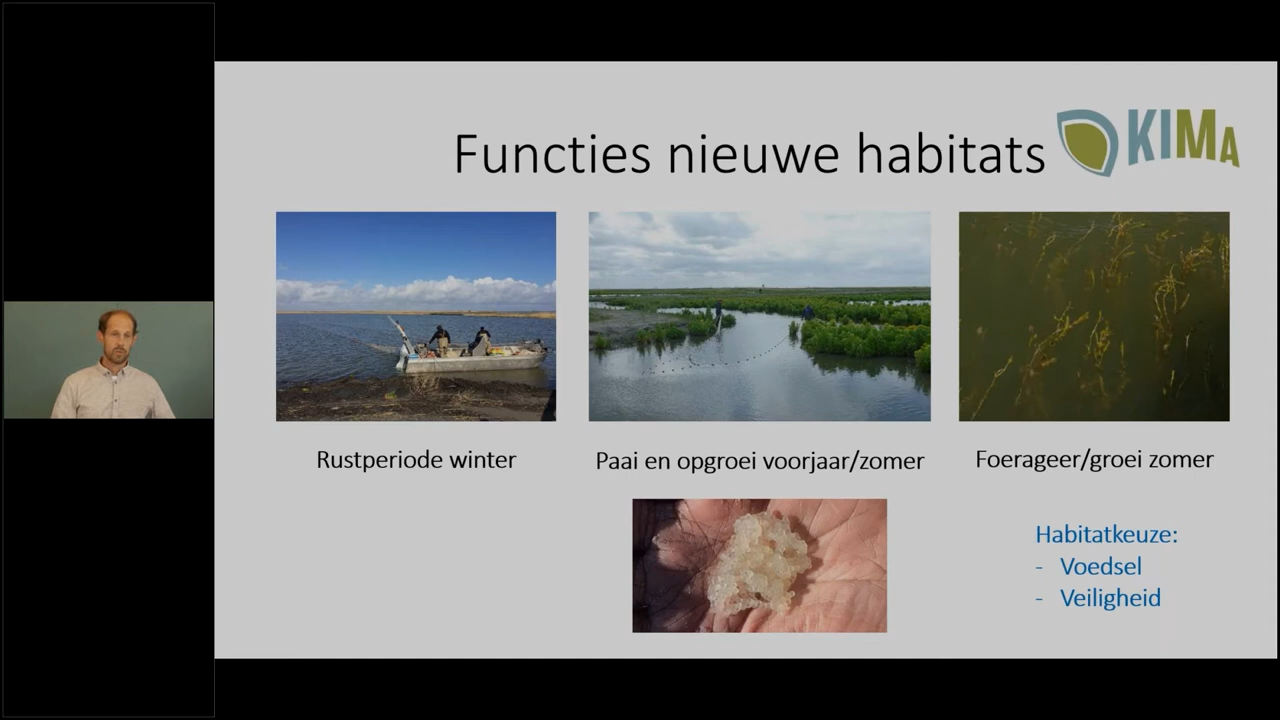 Functies nieuwe habitats
KIMA
Rustperiode winter
Paai en opgroei voorjaar/zomer
Foerageer/groei zomer
Habitatkeuze:
- Voedsel
- Veiligheid